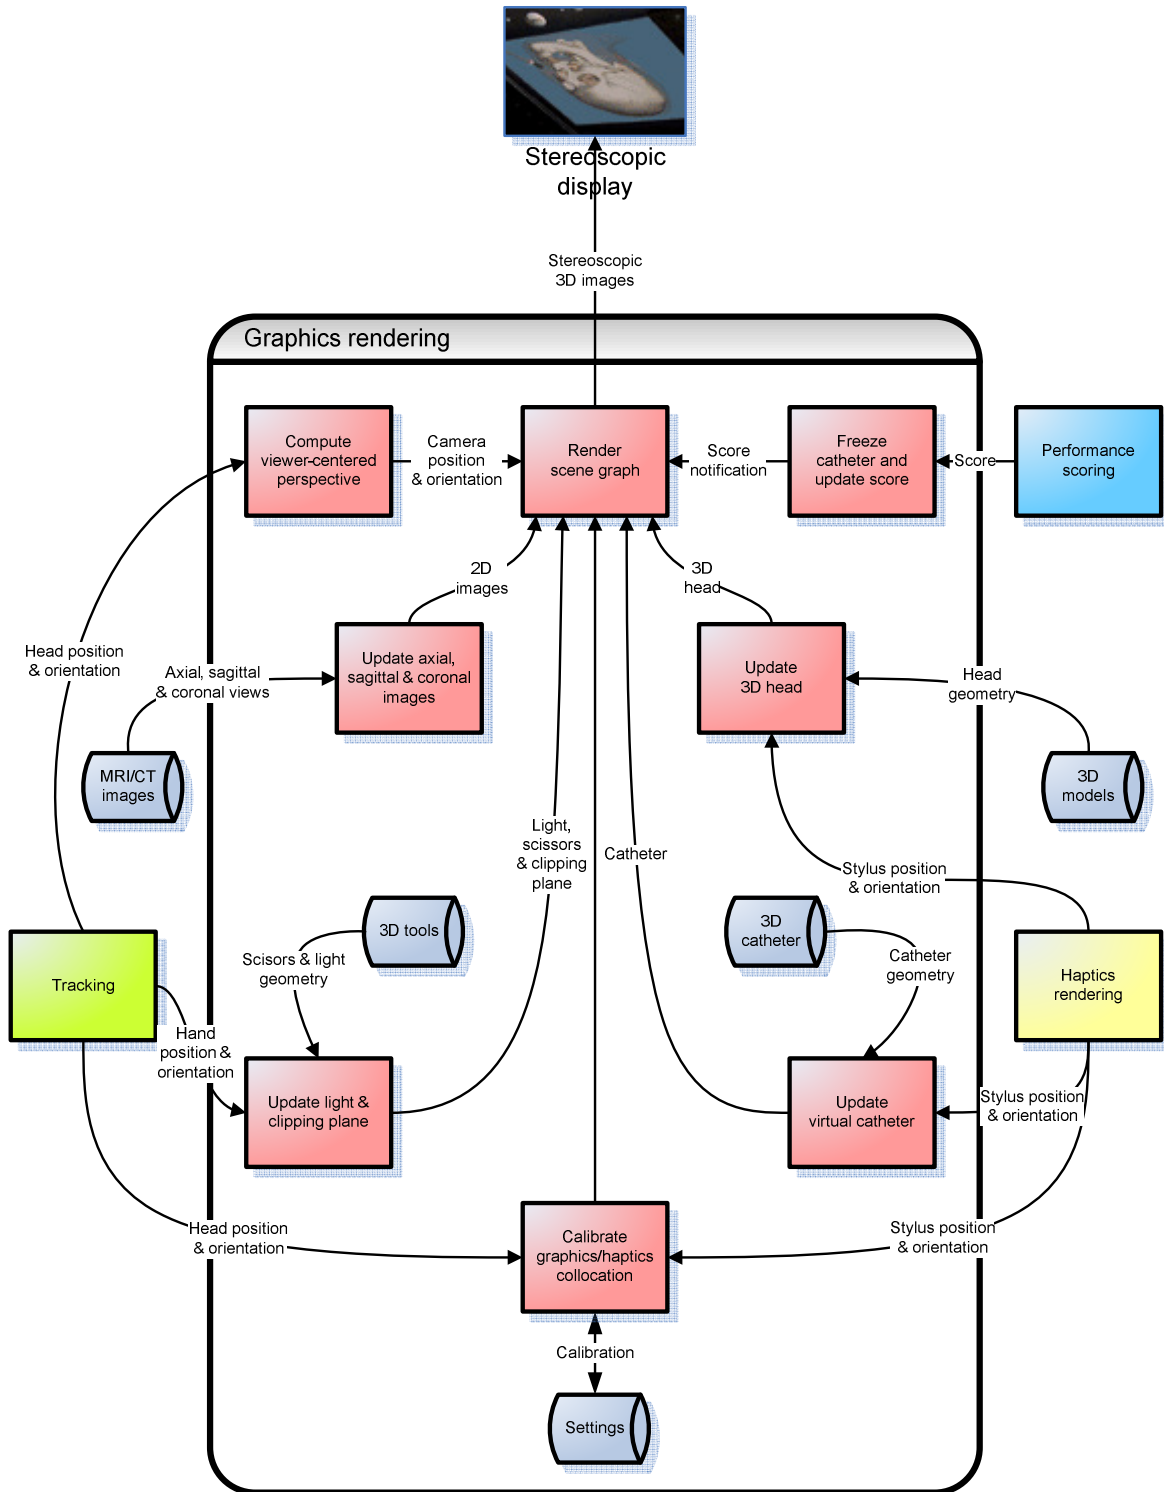 Stereoscopic
display
Stereoscopic
3D images
Graphics rendering
Compute
viewer-centered
perspective
Camera
position
& orientation
Render
scene graph
Score
notification
Freeze
catheter and
update score
Score
Performance
scoring
2D
images
3D
head
Head position
& orientation
Axial, sagittal
& coronal views
Update axial,
sagittal & coronal
images
Update
3D head
Head
geometry
MRI/CT
images
3D
models
Light,
scissors
& clipping
plane
Catheter
Stylus position
& orientation
3D tools
3D
catheter
Scisors & light
geometry
Catheter
geometry
Tracking
Haptics
rendering
Hand
position &
orientation
Update light &
clipping plane
Update
virtual catheter
Stylus position
& orientation
Head position
& orientation
Calibrate
graphics/haptics
collocation
Stylus position
& orientation
Calibration
Settings